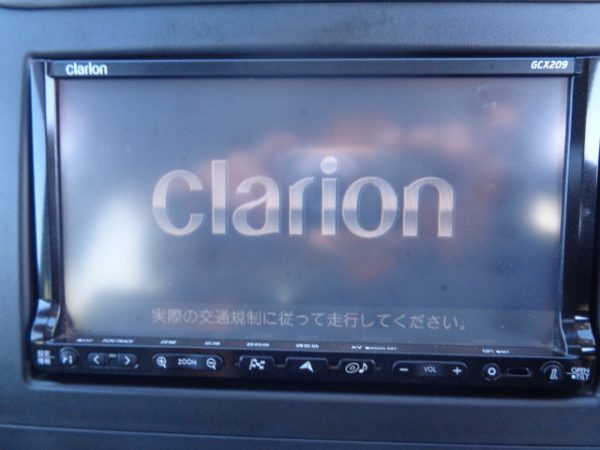 clarion GCX209
clarion
実際の交通規制に従って走行してください。
ZOOM VOL OPEN
TILT